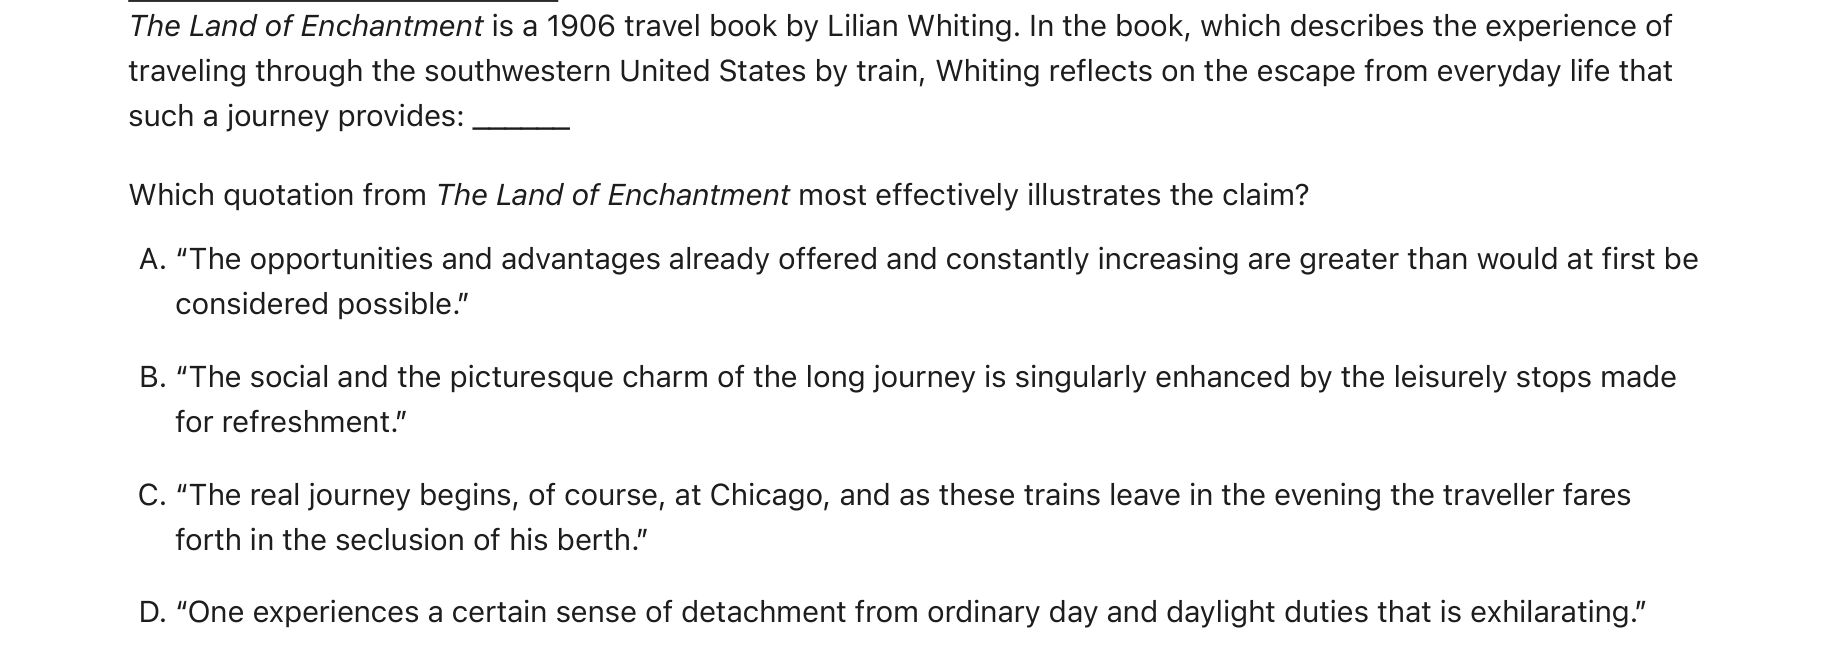 The Land of Enchantment is a 1906 travel book by Lilian Whiting. In the book, which describes the experience of
traveling through the southwestern United States by train, Whiting reflects on the escape from everyday life that
such a journey provides: ______
Which quotation from The Land of Enchantment most effectively illustrates the claim?
A. “The opportunities and advantages already offered and constantly increasing are greater than would at first be
considered possible.”
B. “The social and the picturesque charm of the long journey is singularly enhanced by the leisurely stops made
for refreshment.”
C. “The real journey begins, of course, at Chicago, and as these trains leave in the evening the traveller fares
forth in the seclusion of his berth.”
D. “One experiences a certain sense of detachment from ordinary day and daylight duties that is exhilarating.”